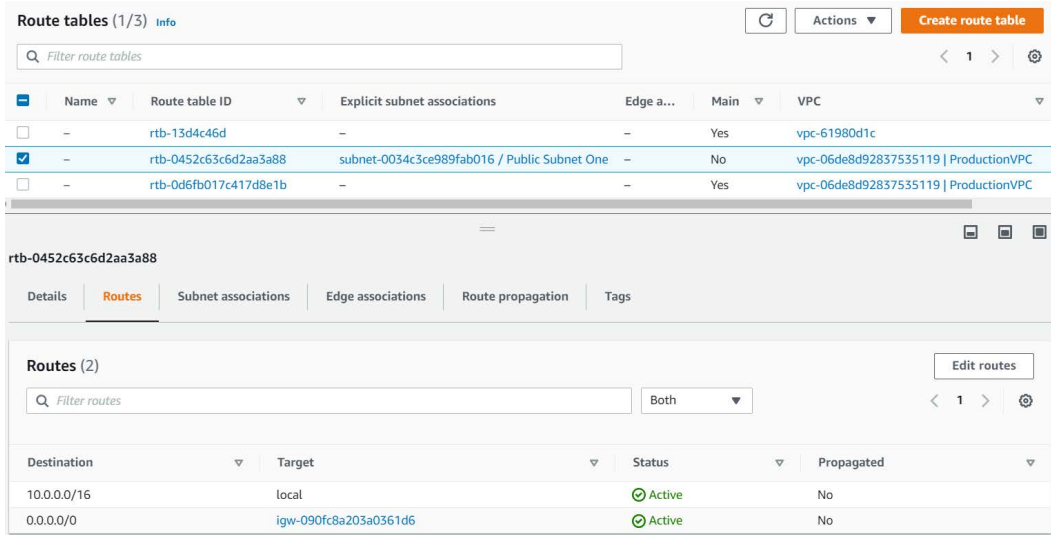 Route tables (1/3) Info
Actions ▼ Create route table
Filter route tables
1
Name Route table ID Explicit subnet associations Edge a... Main VPC
– rtb-13d4c46d – – Yes vpc-61980d1c
– rtb-0452c63c6d2aa3a88 subnet-0034c3ce989fab016 / Public Subnet One – No vpc-06de8d92837535119 | ProductionVPC
– rtb-0d6fb017c417d8e1b – – Yes vpc-06de8d92837535119 | ProductionVPC
rtb-0452c63c6d2aa3a88
Details Routes Subnet associations Edge associations Route propagation Tags
Routes (2)
Edit routes
Filter routes Both 1
Destination Target Status Propagated
10.0.0.0/16 local Active No
0.0.0.0/0 igw-090fc8a203a0361d6 Active No